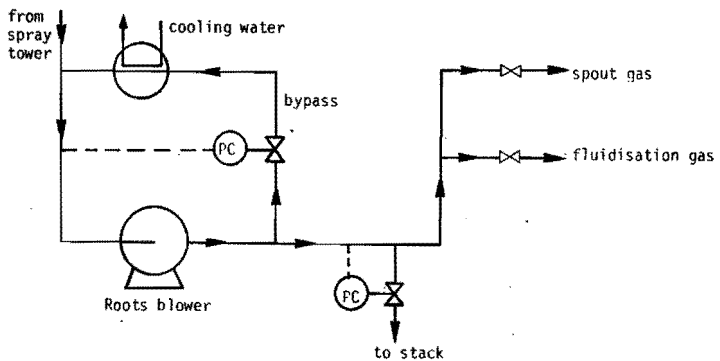 from
spray
tower
cooling water
bypass
PC
spout gas
fluidisation gas
Roots blower
PC
to stack